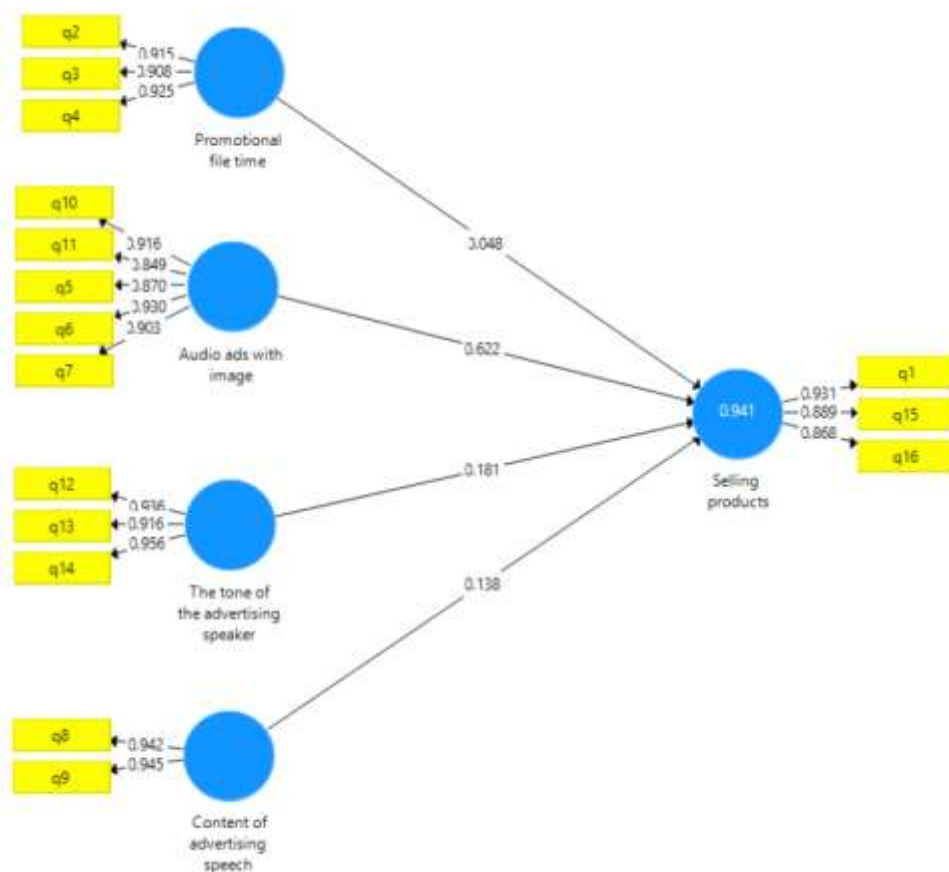 q2
q3
q4
0.915
0.908
0.925
Promotional
file time
0.048
q10
q11
q5
q6
q7
0.916
0.849
0.870
0.930
0.903
Audio ads with
image
0.622
q12
q13
q14
0.936
0.916
0.956
The tone of
the advertising
speaker
0.181
q8
q9
0.942
0.945
Content of
advertising
speech
0.138
0.941
Selling
products
0.931
0.889
0.868
q1
q15
q16